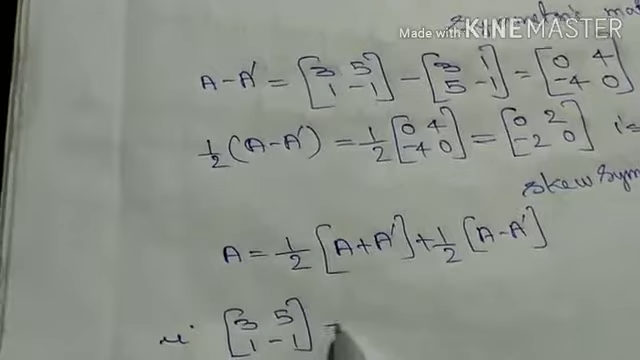 Made with KINEMASTER
A - A' = [3 5 1 -1] - [3 1 5 -1] = [0 4 -4 0]
1/2 (A - A') = 1/2 [0 4 -4 0] = [0 2 -2 0] is
skew sym
A = 1/2 [A + A'] + 1/2 [A - A']
[3 5 1 -1] =